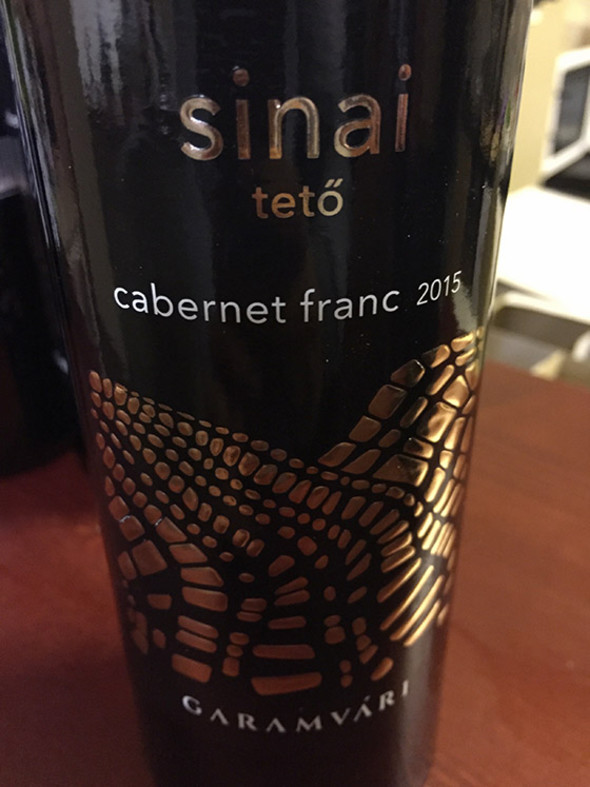 sinai
tető
cabernet franc 2015
GARAMVÁRI